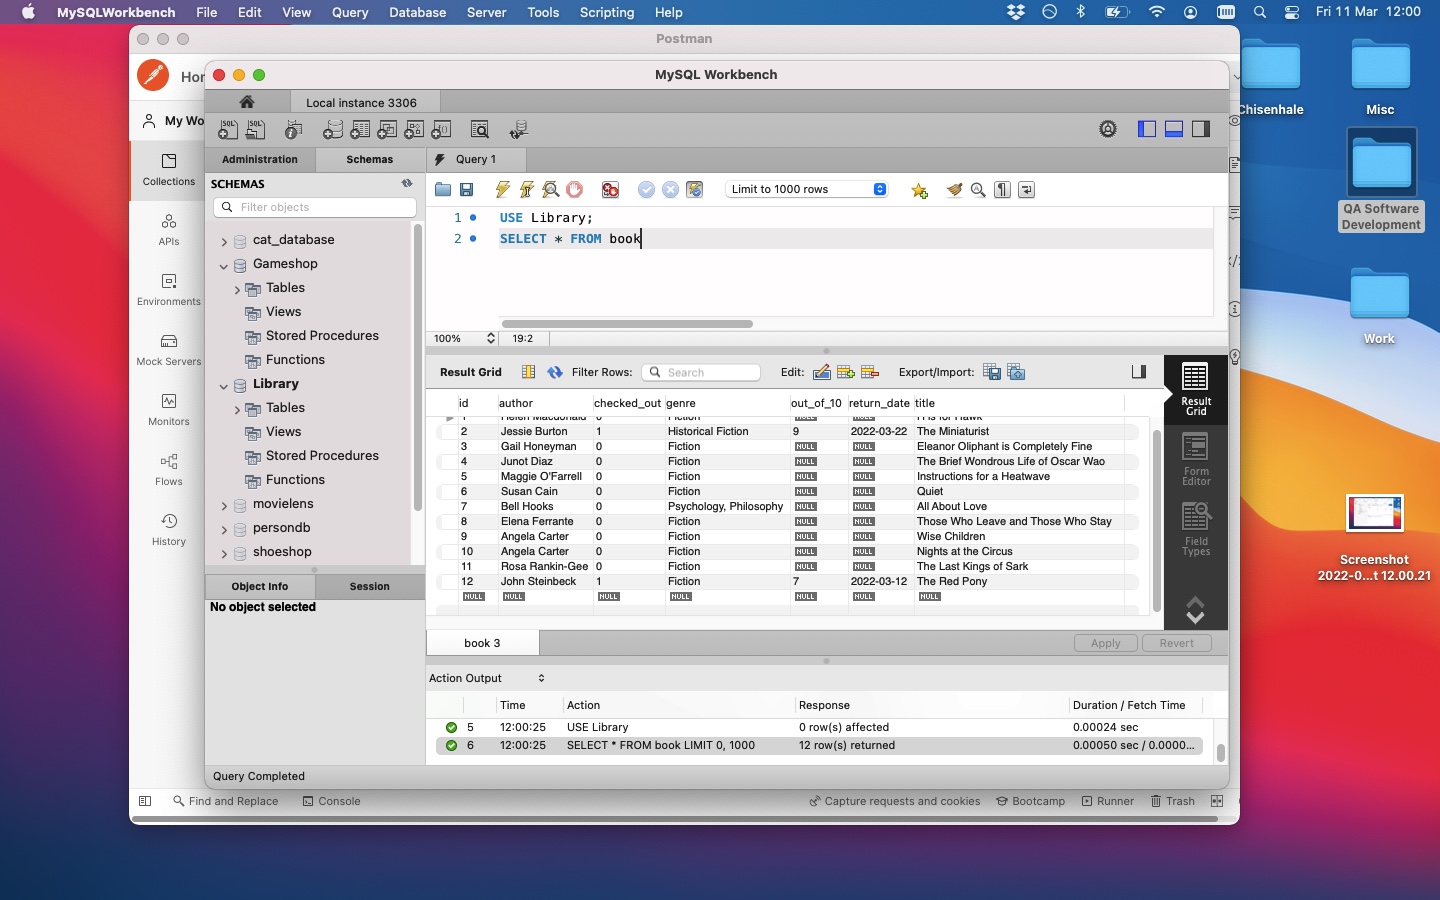 MySQLWorkbench File Edit View Query Database Server Tools Scripting Help
Fri 11 Mar 12:00
Postman
Hor
My Wo
Collections
APIs
Environments
Mock Servers
Monitors
Flows
History
MySQL Workbench
Local instance 3306
Administration Schemas
Query 1
SCHEMAS
Filter objects
cat_database
Gameshop
Tables
Views
Stored Procedures
Functions
Library
Tables
Views
Stored Procedures
Functions
movielens
persondb
shoeshop
Object Info Session
No object selected
Limit to 1000 rows
1 USE Library;
2 SELECT * FROM book
100% 19:2
Result Grid Filter Rows: Search Edit: Export/Import:
id author checked_out genre out_of_10 return_date title
2 Jessie Burton 1 Historical Fiction 9 2022-03-22 The Miniaturist
3 Gail Honeyman 0 Fiction NULL NULL Eleanor Oliphant is Completely Fine
4 Junot Diaz 0 Fiction NULL NULL The Brief Wondrous Life of Oscar Wao
5 Maggie O'Farrell 0 Fiction NULL NULL Instructions for a Heatwave
6 Susan Cain 0 Fiction NULL NULL Quiet
7 Bell Hooks 0 Psychology, Philosophy NULL NULL All About Love
8 Elena Ferrante 0 Fiction NULL NULL Those Who Leave and Those Who Stay
9 Angela Carter 0 Fiction NULL NULL Wise Children
10 Angela Carter 0 Fiction NULL NULL Nights at the Circus
11 Rosa Rankin-Gee 0 Fiction NULL NULL The Last Kings of Sark
12 John Steinbeck 1 Fiction 7 2022-03-12 The Red Pony
NULL NULL NULL NULL NULL NULL NULL
Result
Grid
Form
Editor
Field
Types
book 3
Apply Revert
Action Output
Time Action Response Duration / Fetch Time
5 12:00:25 USE Library 0 row(s) affected 0.00024 sec
6 12:00:25 SELECT * FROM book LIMIT 0, 1000 12 row(s) returned 0.00050 sec / 0.0000...
Query Completed
Find and Replace Console Capture requests and cookies Bootcamp Runner Trash
Chisenhale
Misc
QA Software
Development
Work
Screenshot
2022-0...t 12.00.21